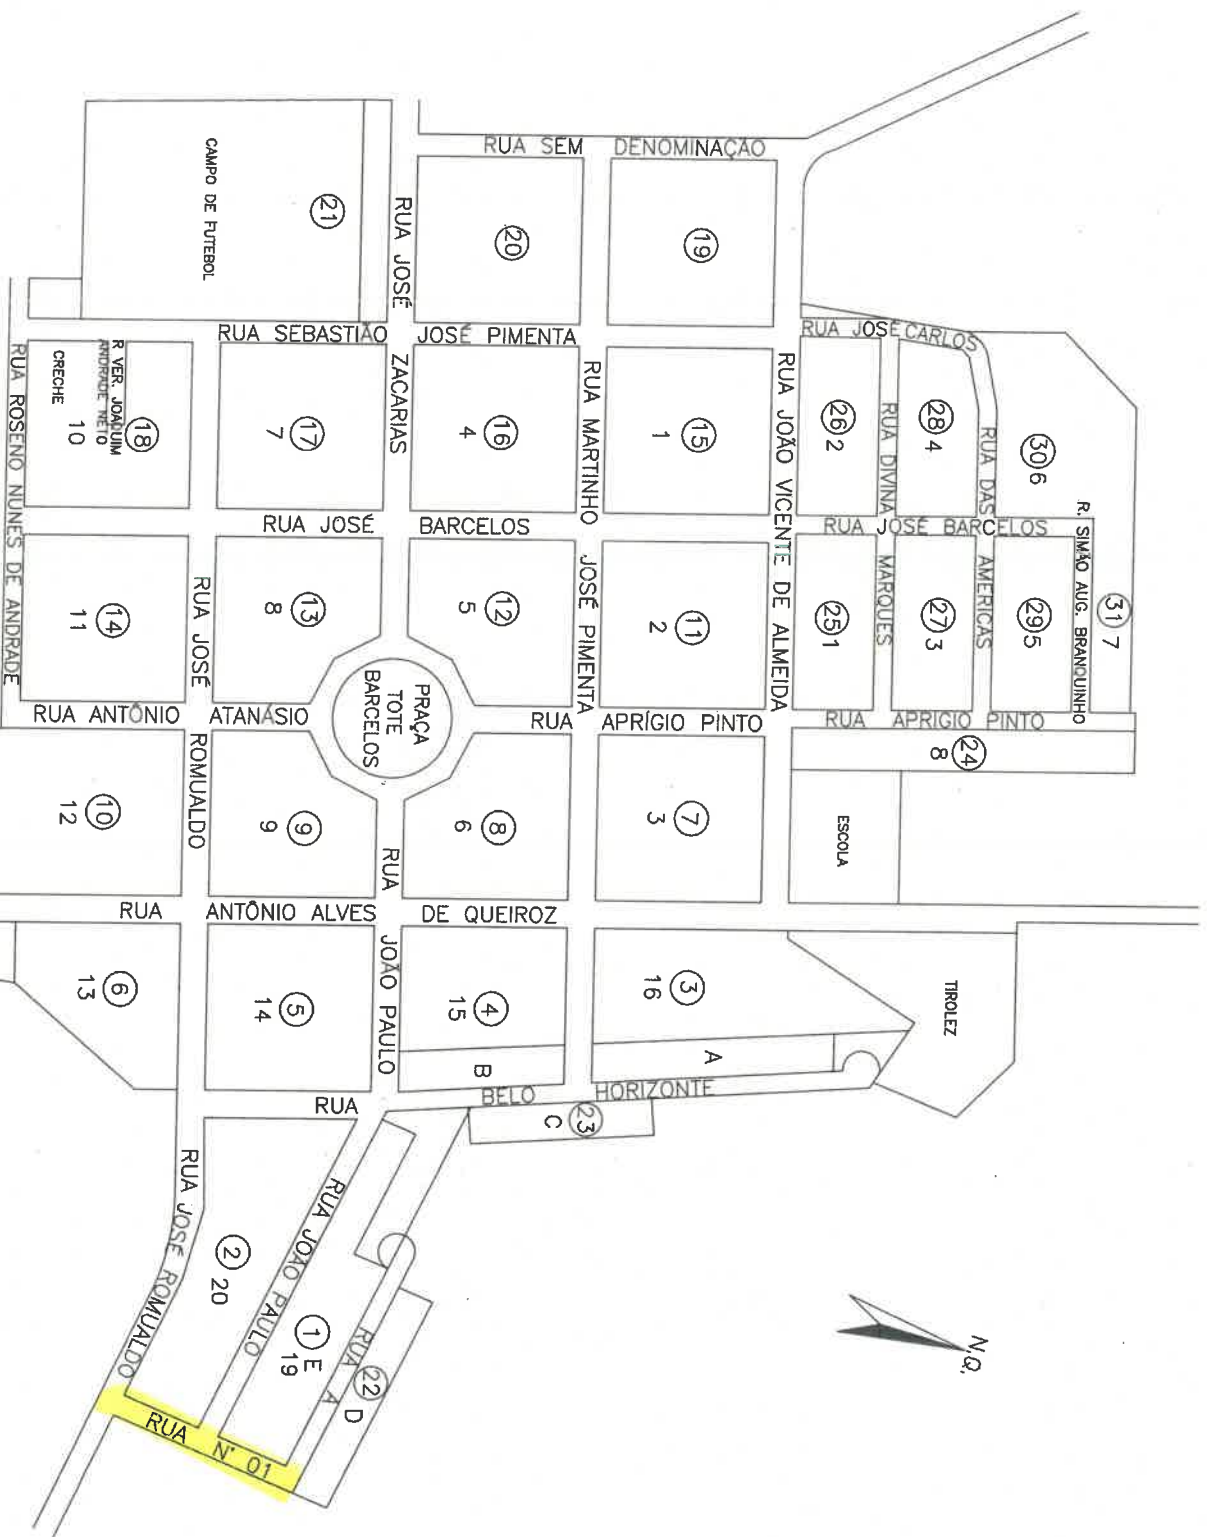 RUA SEM DENOMINAÇÃO
CAMPO DE FUTEBOL
21
RUA JOSÉ ZACARIAS
20
19
RUA SEBASTIÃO JOSÉ PIMENTA
RUA JOSÉ CARLOS
RUA ROSENO NUNES DE ANDRADE
CRECHE
10
R VER. JOAQUIM
ANDRADE NETO
18
17
7
16
4
RUA MARTINHO JOSÉ PIMENTA
15
1
RUA JOÃO VICENTE DE ALMEIDA
26 2
RUA DIVINA MARQUES
28 4
RUA DAS AMERICAS
30 6
R. SIMÃO AUG. BRANQUINHO
31 7
RUA JOSÉ BARCELOS
RUA JOSÉ BARCELOS
14
11
RUA JOSÉ ROMUALDO
13
8
12
5
11
2
25 1
27 3
29 5
PRAÇA
TOTE
BARCELOS
RUA ANTÔNIO ATANÁSIO
RUA APRÍGIO PINTO
RUA APRIGIO PINTO
24
8
10
12
9
9
RUA JOÃO PAULO
8
6
7
3
ESCOLA
RUA ANTÔNIO ALVES DE QUEIROZ
6
13
5
14
4
15
B
3
16
A
TIROLEZ
RUA BELO HORIZONTE
23
C
RUA JOSÉ ROMUALDO
2
20
RUA JOÃO PAULO
1
E
19
RUA A
22
D
N.Q.
RUA Nº 01